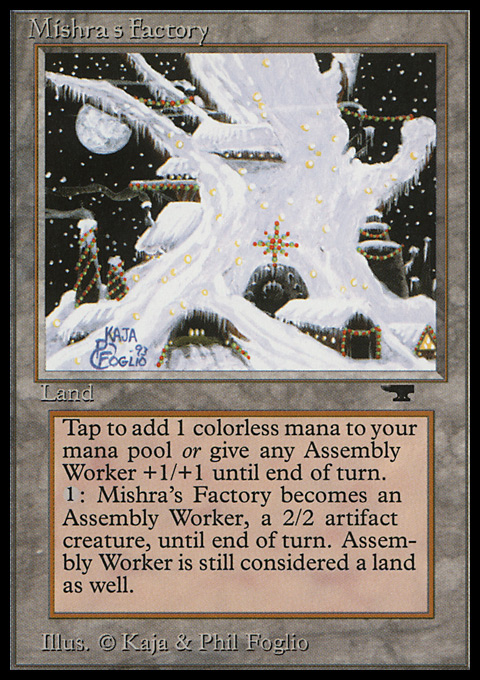 Mishra's Factory
KAJA
- 93
P FOGLIO
Land
Tap to add 1 colorless mana to your
mana pool or give any Assembly
Worker +1/+1 until end of turn.
1: Mishra's Factory becomes an
Assembly Worker, a 2/2 artifact
creature, until end of turn. Assem-
bly Worker is still considered a land
as well.
Illus. © Kaja & Phil Foglio